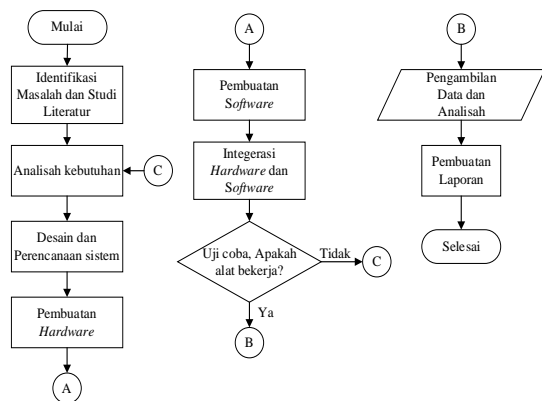 Mulai
Identifikasi
Masalah dan Studi
Literatur
Analisah kebutuhan
C
Desain dan
Perencanaan sistem
Pembuatan
Hardware
A
A
Pembuatan
Software
Integerasi
Hardware dan
Software
Uji coba, Apakah
alat bekerja?
Tidak
C
Ya
B
B
Pengambilan
Data dan
Analisah
Pembuatan
Laporan
Selesai